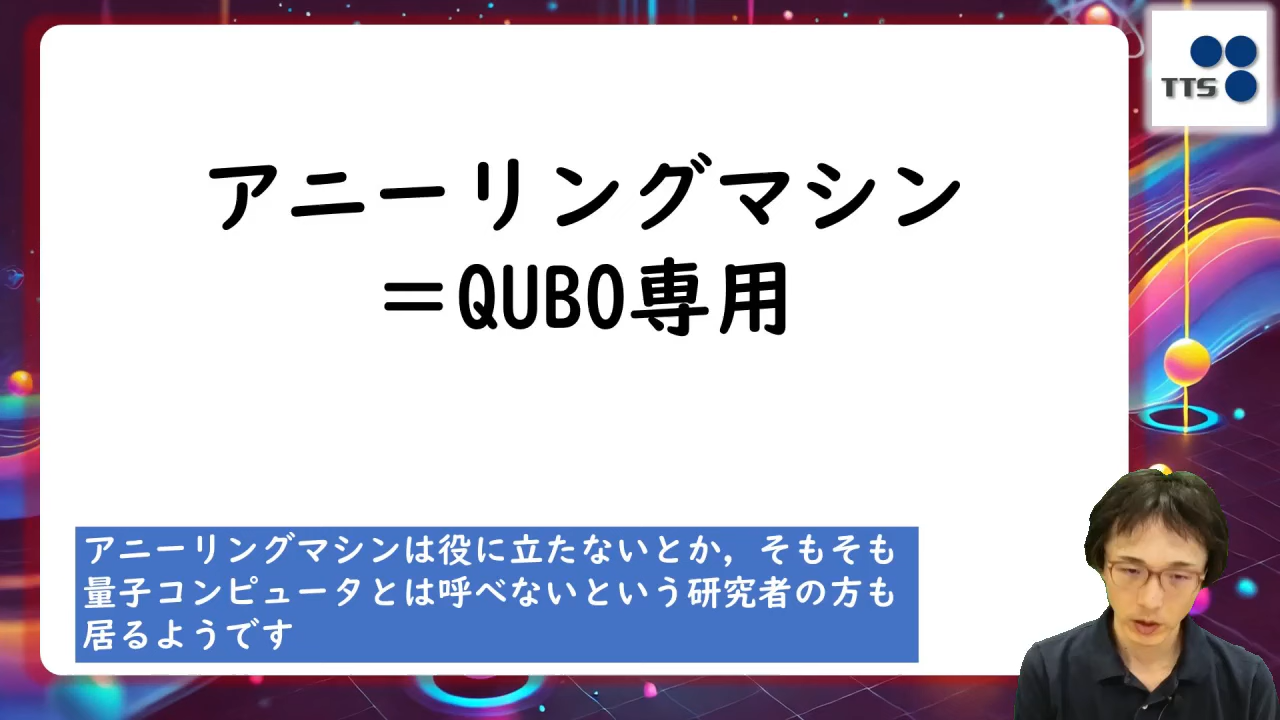 アニーリングマシン
＝QUBO専用
TTS
アニーリングマシンは役に立たないとか，そもそも
量子コンピュータとは呼べないという研究者の方も
居るようです